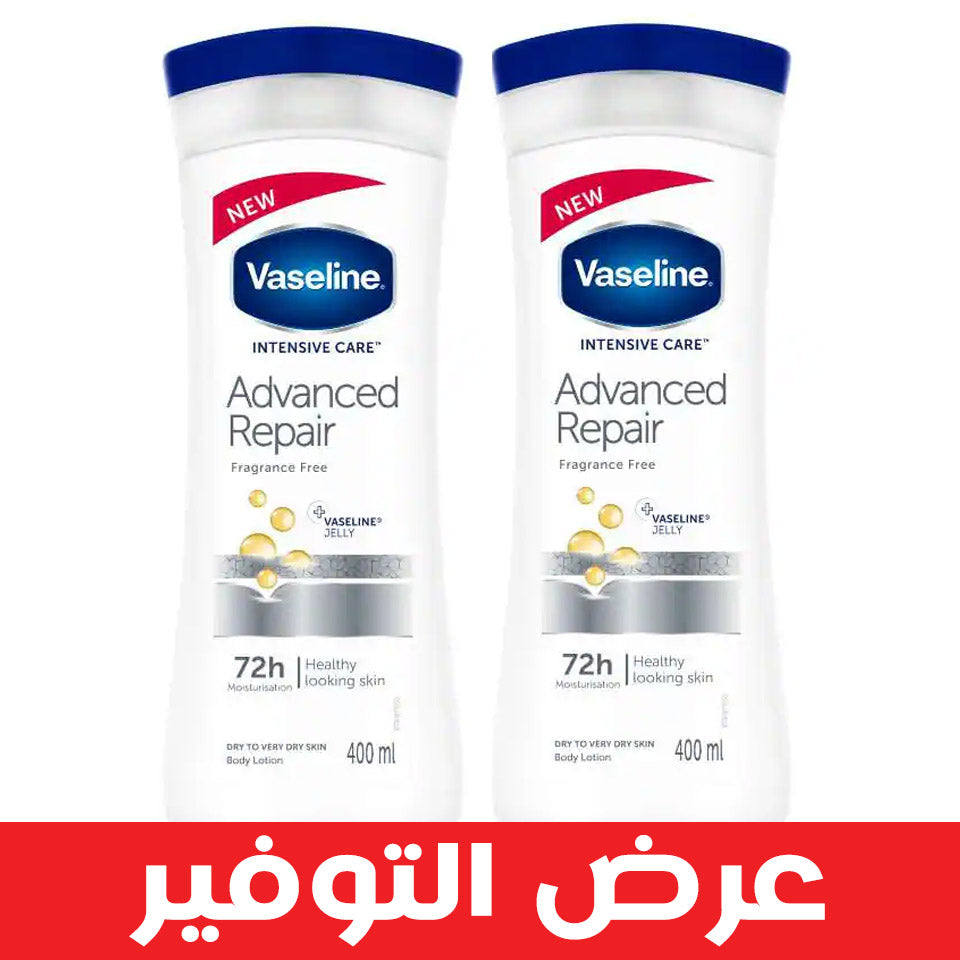 NEW
Vaseline
INTENSIVE CARE™
Advanced
Repair
Fragrance Free
VASELINE®
JELLY
72h
Moisturisation
Healthy
looking skin
DRY TO VERY DRY SKIN
Body Lotion
400 ml
NEW
Vaseline
INTENSIVE CARE™
Advanced
Repair
Fragrance Free
VASELINE®
JELLY
72h
Moisturisation
Healthy
looking skin
DRY TO VERY DRY SKIN
Body Lotion
400 ml
عرض التوفير